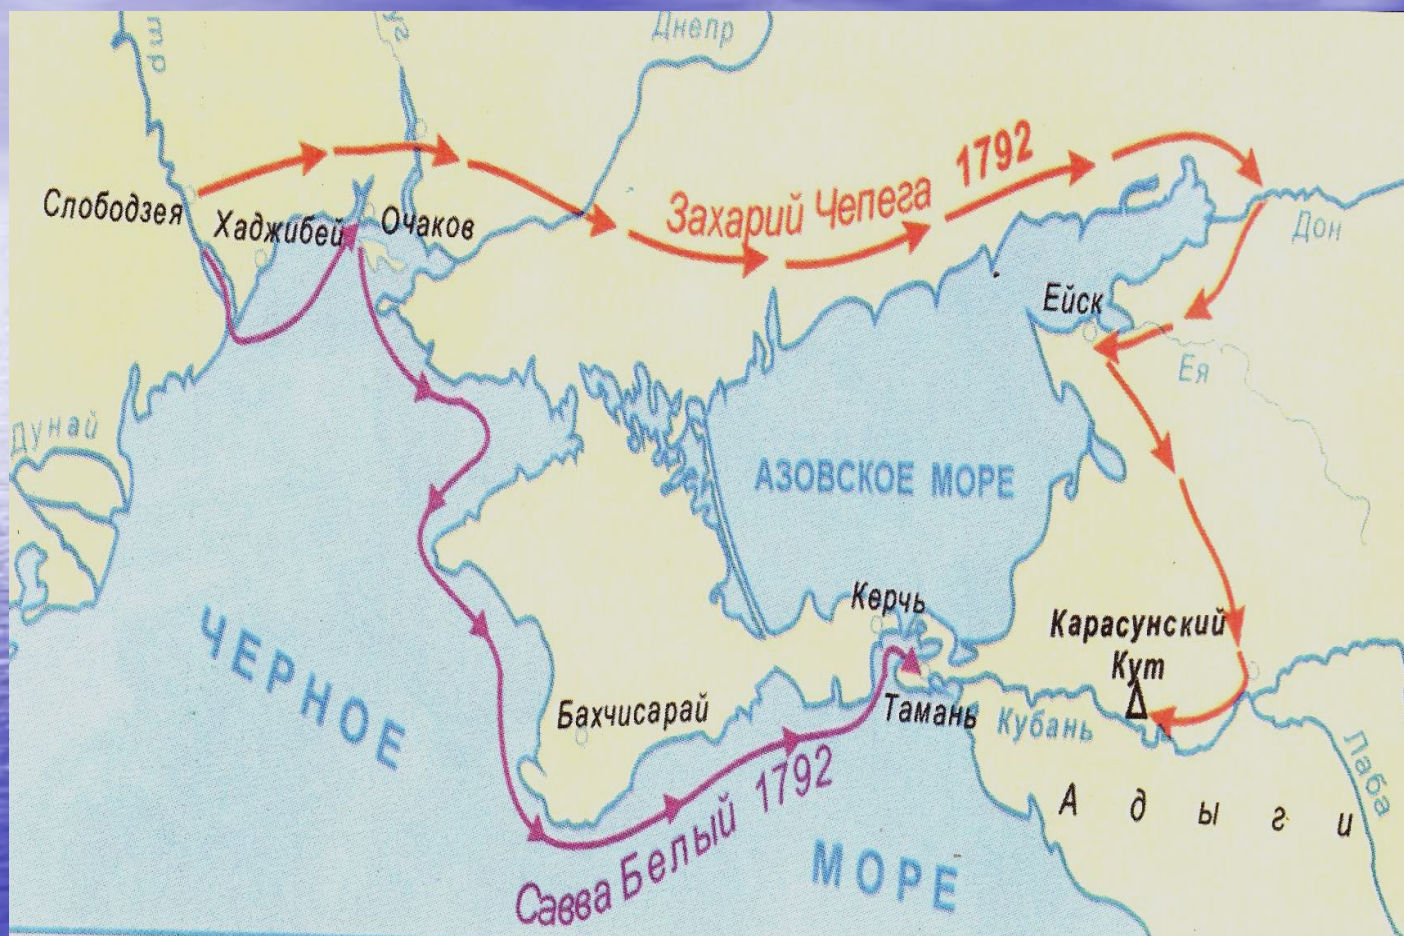 Днепр
Слободзея
Хаджибей
Очаков
Захарий Чепега 1792
Дон
Ейск
Ея
Дунай
АЗОВСКОЕ МОРЕ
Керчь
Карасунский
Кут
ЧЕРНОЕ
Бахчисарай
Тамань
Кубань
Лаба
Адыги
Савва Белый 1792
МОРЕ